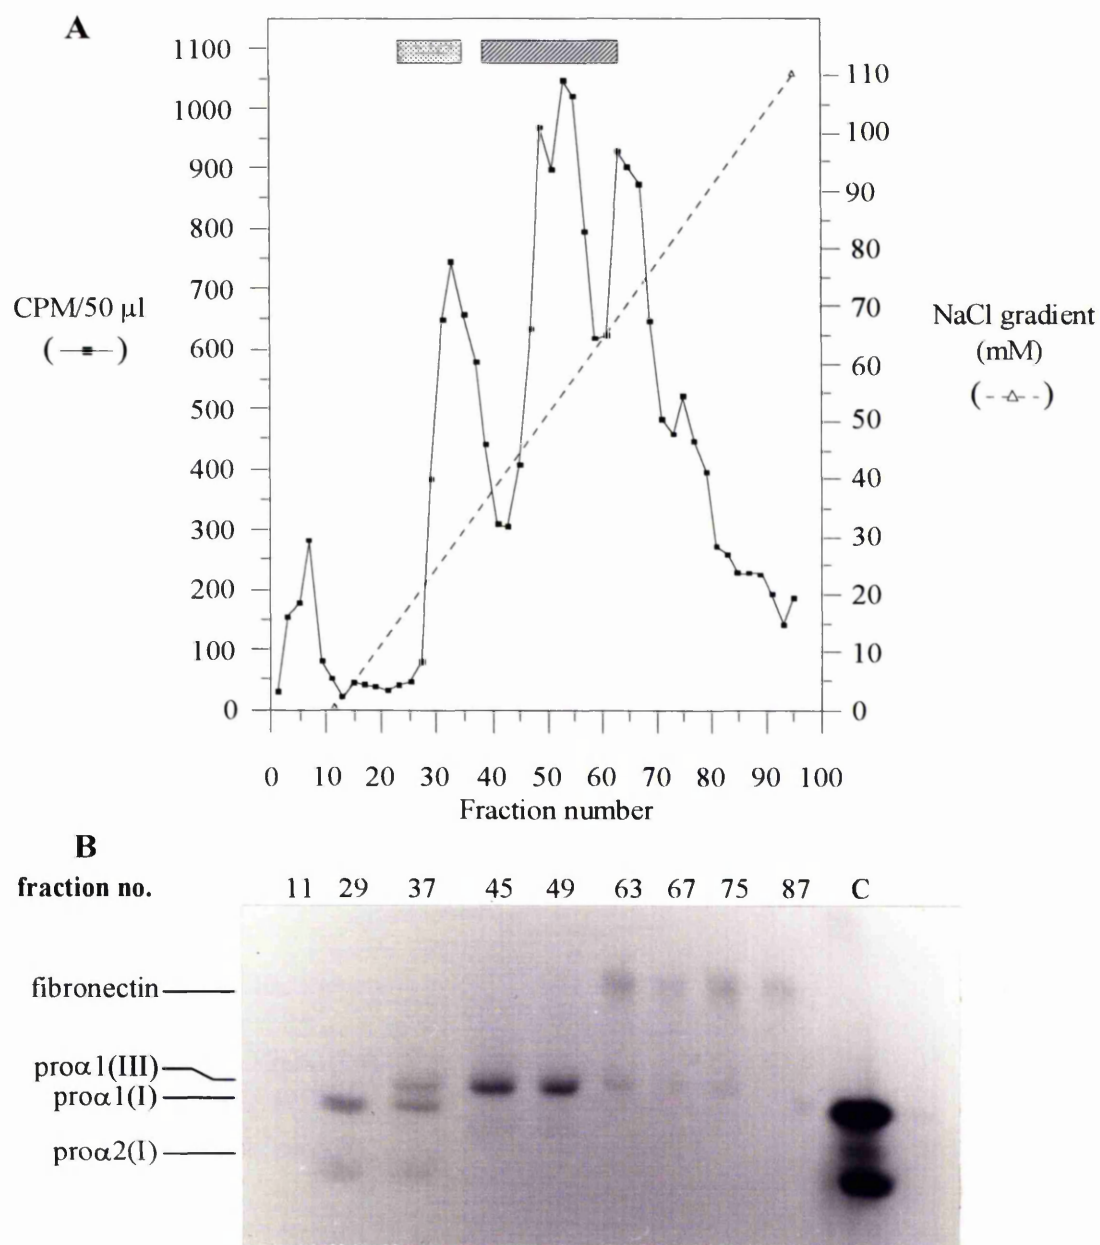 A
1100
1000
900
800
700
600
500
400
300
200
100
0
CPM/50 µl
( )
110
100
90
80
70
60
50
40
30
20
10
0
NaCl gradient
(mM)
( )
0 10 20 30 40 50 60 70 80 90 100
Fraction number
B
fraction no. 11 29 37 45 49 63 67 75 87 C
fibronectin
proα1(III)
proα1(I)
proα2(I)